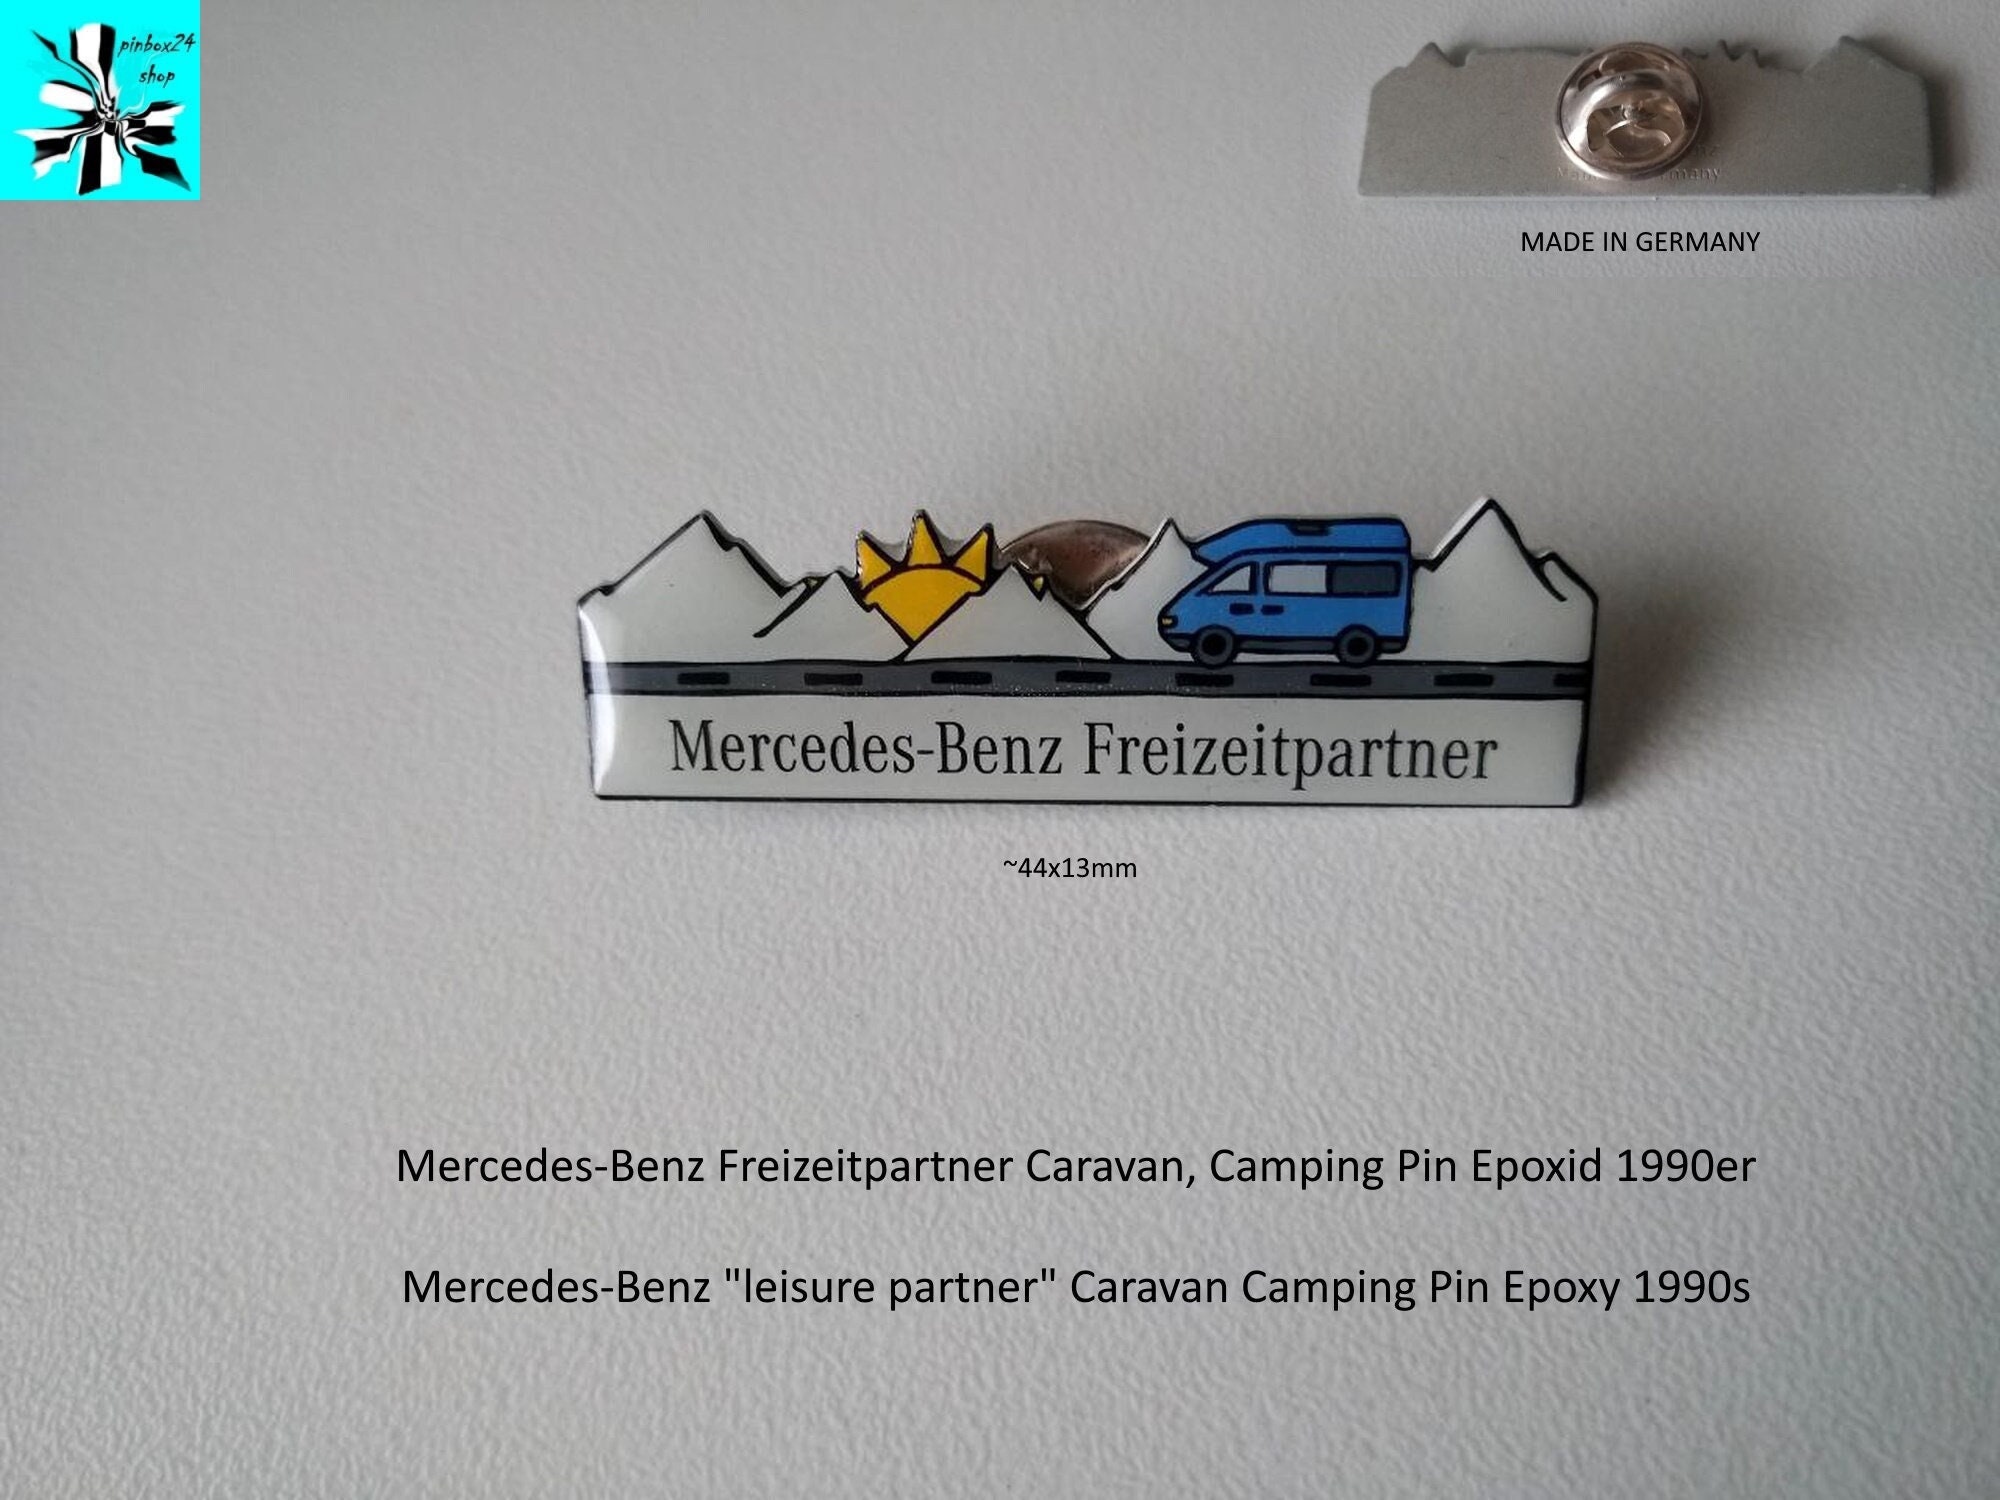 pinbox24
shop
MADE IN GERMANY
Mercedes-Benz Freizeitpartner
~44x13mm
Mercedes-Benz Freizeitpartner Caravan, Camping Pin Epoxid 1990er
Mercedes-Benz "leisure partner" Caravan Camping Pin Epoxy 1990s